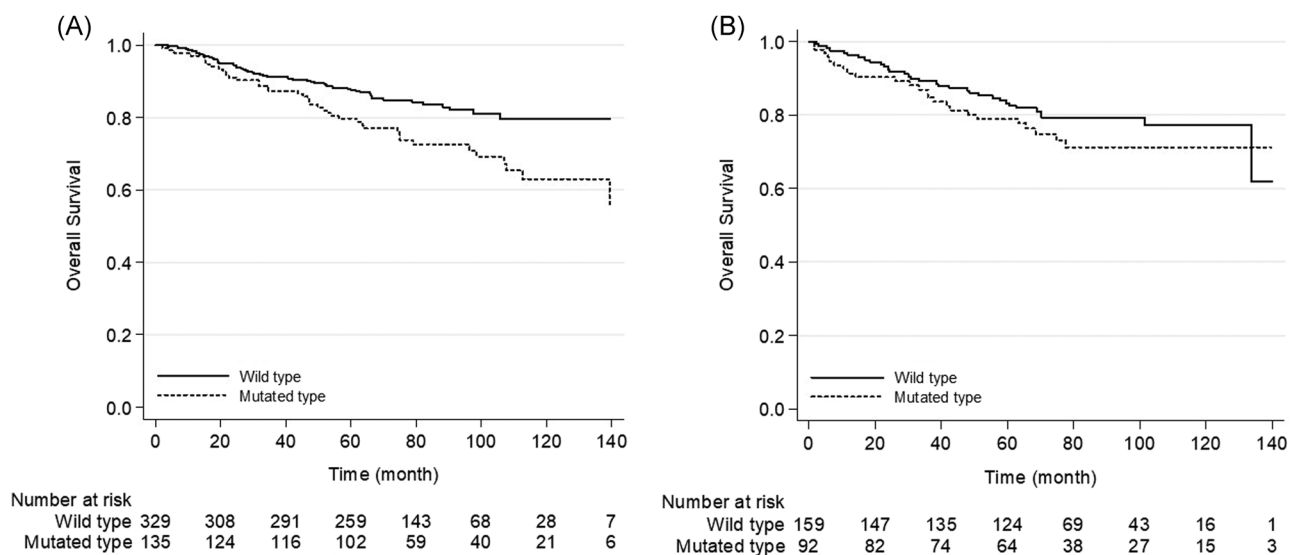 (A)
1.0
0.8
0.6
0.4
0.2
0.0
Overall Survival
Wild type
Mutated type
0 20 40 60 80 100 120 140
Time (month)
Number at risk
Wild type 329 308 291 259 143 68 28 7
Mutated type 135 124 116 102 59 40 21 6
(B)
1.0
0.8
0.6
0.4
0.2
0.0
Overall Survival
Wild type
Mutated type
0 20 40 60 80 100 120 140
Time (month)
Number at risk
Wild type 159 147 135 124 69 43 16 1
Mutated type 92 82 74 64 38 27 15 3